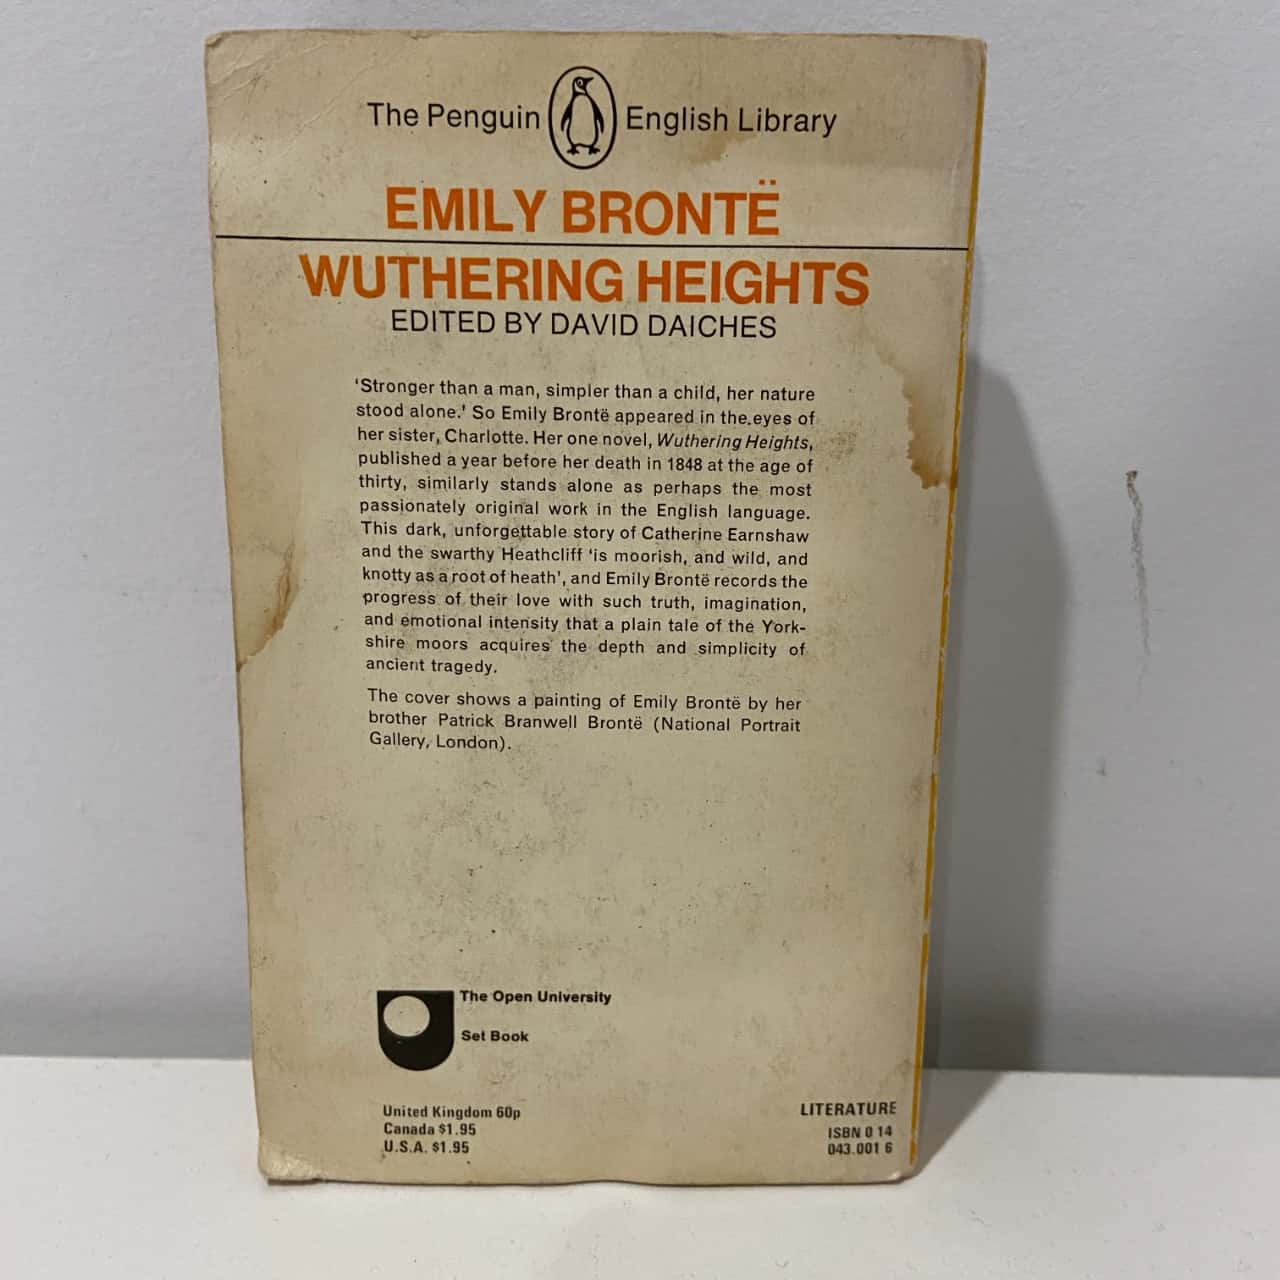 The Penguin English Library
EMILY BRONTË
WUTHERING HEIGHTS
EDITED BY DAVID DAICHES
'Stronger than a man, simpler than a child, her nature
stood alone.' So Emily Brontë appeared in the eyes of
her sister, Charlotte. Her one novel, Wuthering Heights,
published a year before her death in 1848 at the age of
thirty, similarly stands alone as perhaps the most
passionately original work in the English language.
This dark, unforgettable story of Catherine Earnshaw
and the swarthy Heathcliff 'is moorish, and wild, and
knotty as a root of heath', and Emily Brontë records the
progress of their love with such truth, imagination,
and emotional intensity that a plain tale of the York-
shire moors acquires the depth and simplicity of
ancient tragedy.
The cover shows a painting of Emily Brontë by her
brother Patrick Branwell Brontë (National Portrait
Gallery, London).
The Open University
Set Book
United Kingdom 60p
Canada $1.95
U.S.A. $1.95
LITERATURE
ISBN 0 14
043.001 6